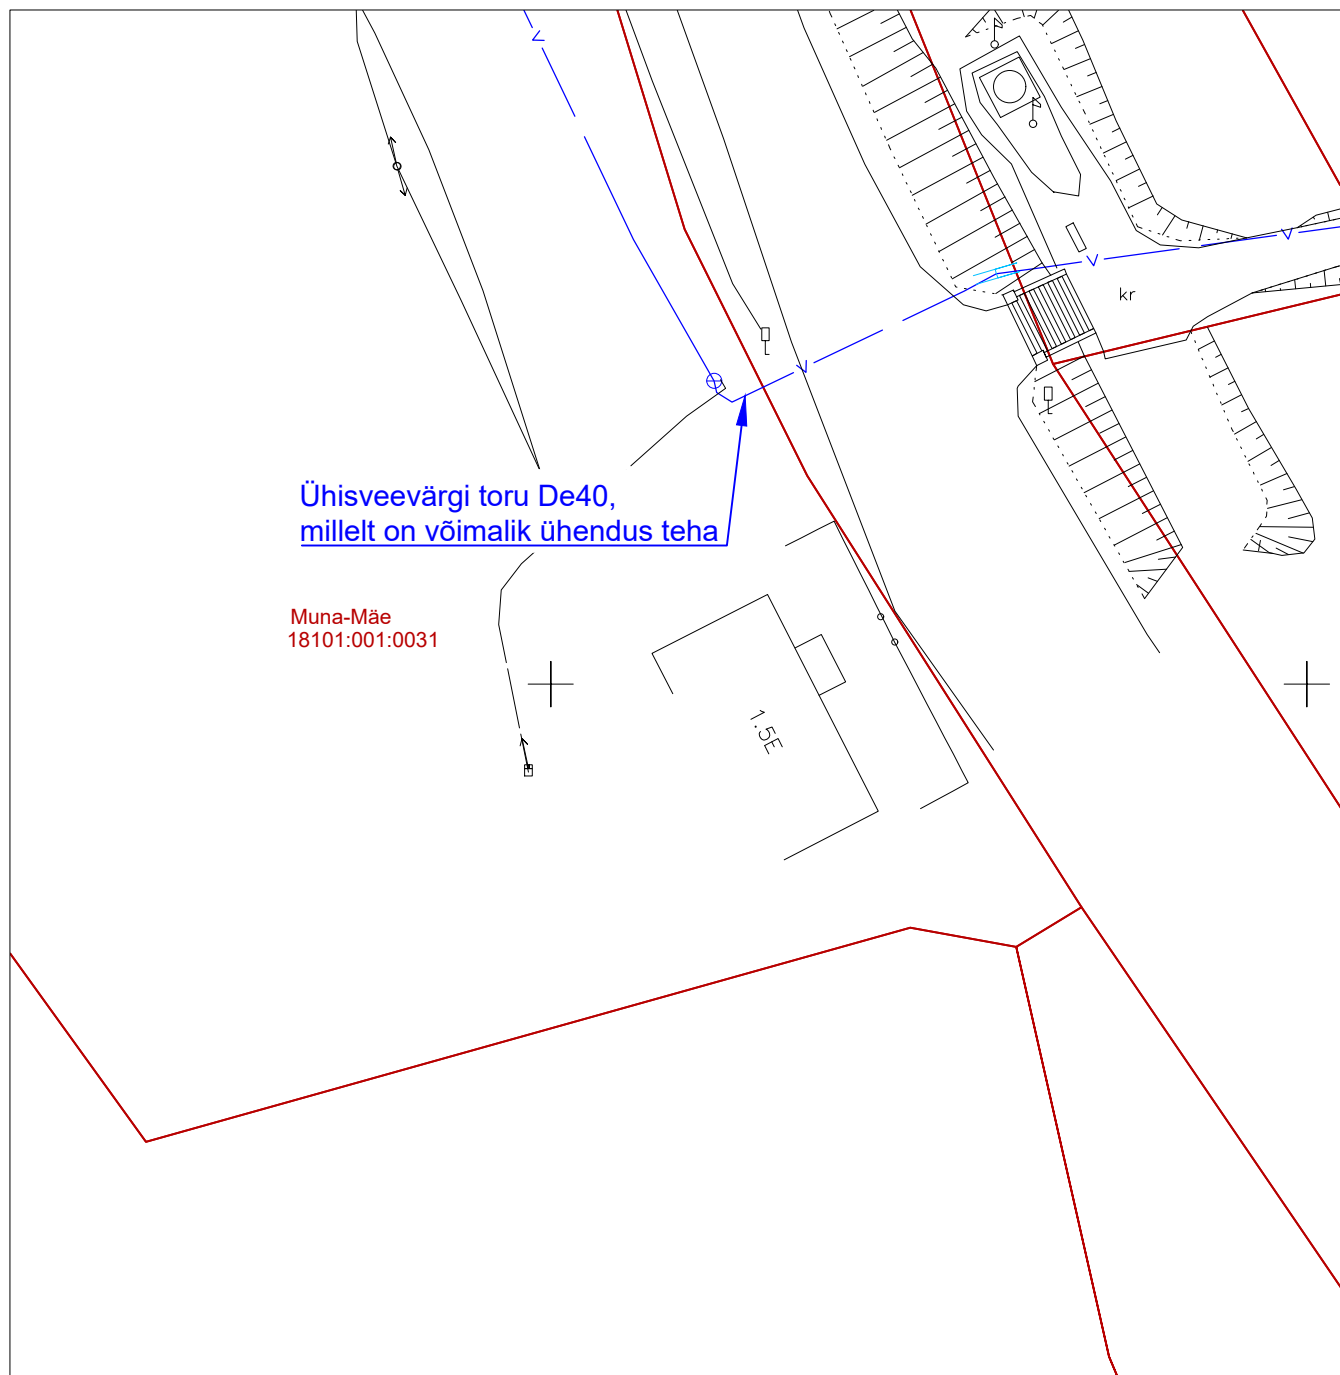 kr
Ühisveevärgi toru De40,
millelt on võimalik ühendus teha
Muna-Mäe
18101:001:0031
1.5E
V
V
V
V